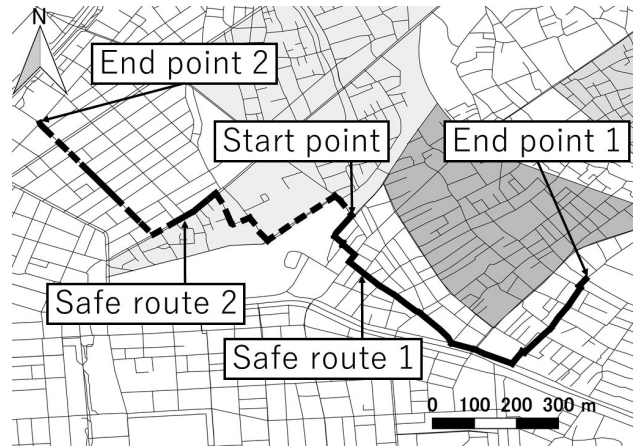 N
End point 2
Start point
End point 1
Safe route 2
Safe route 1
0 100 200 300 m